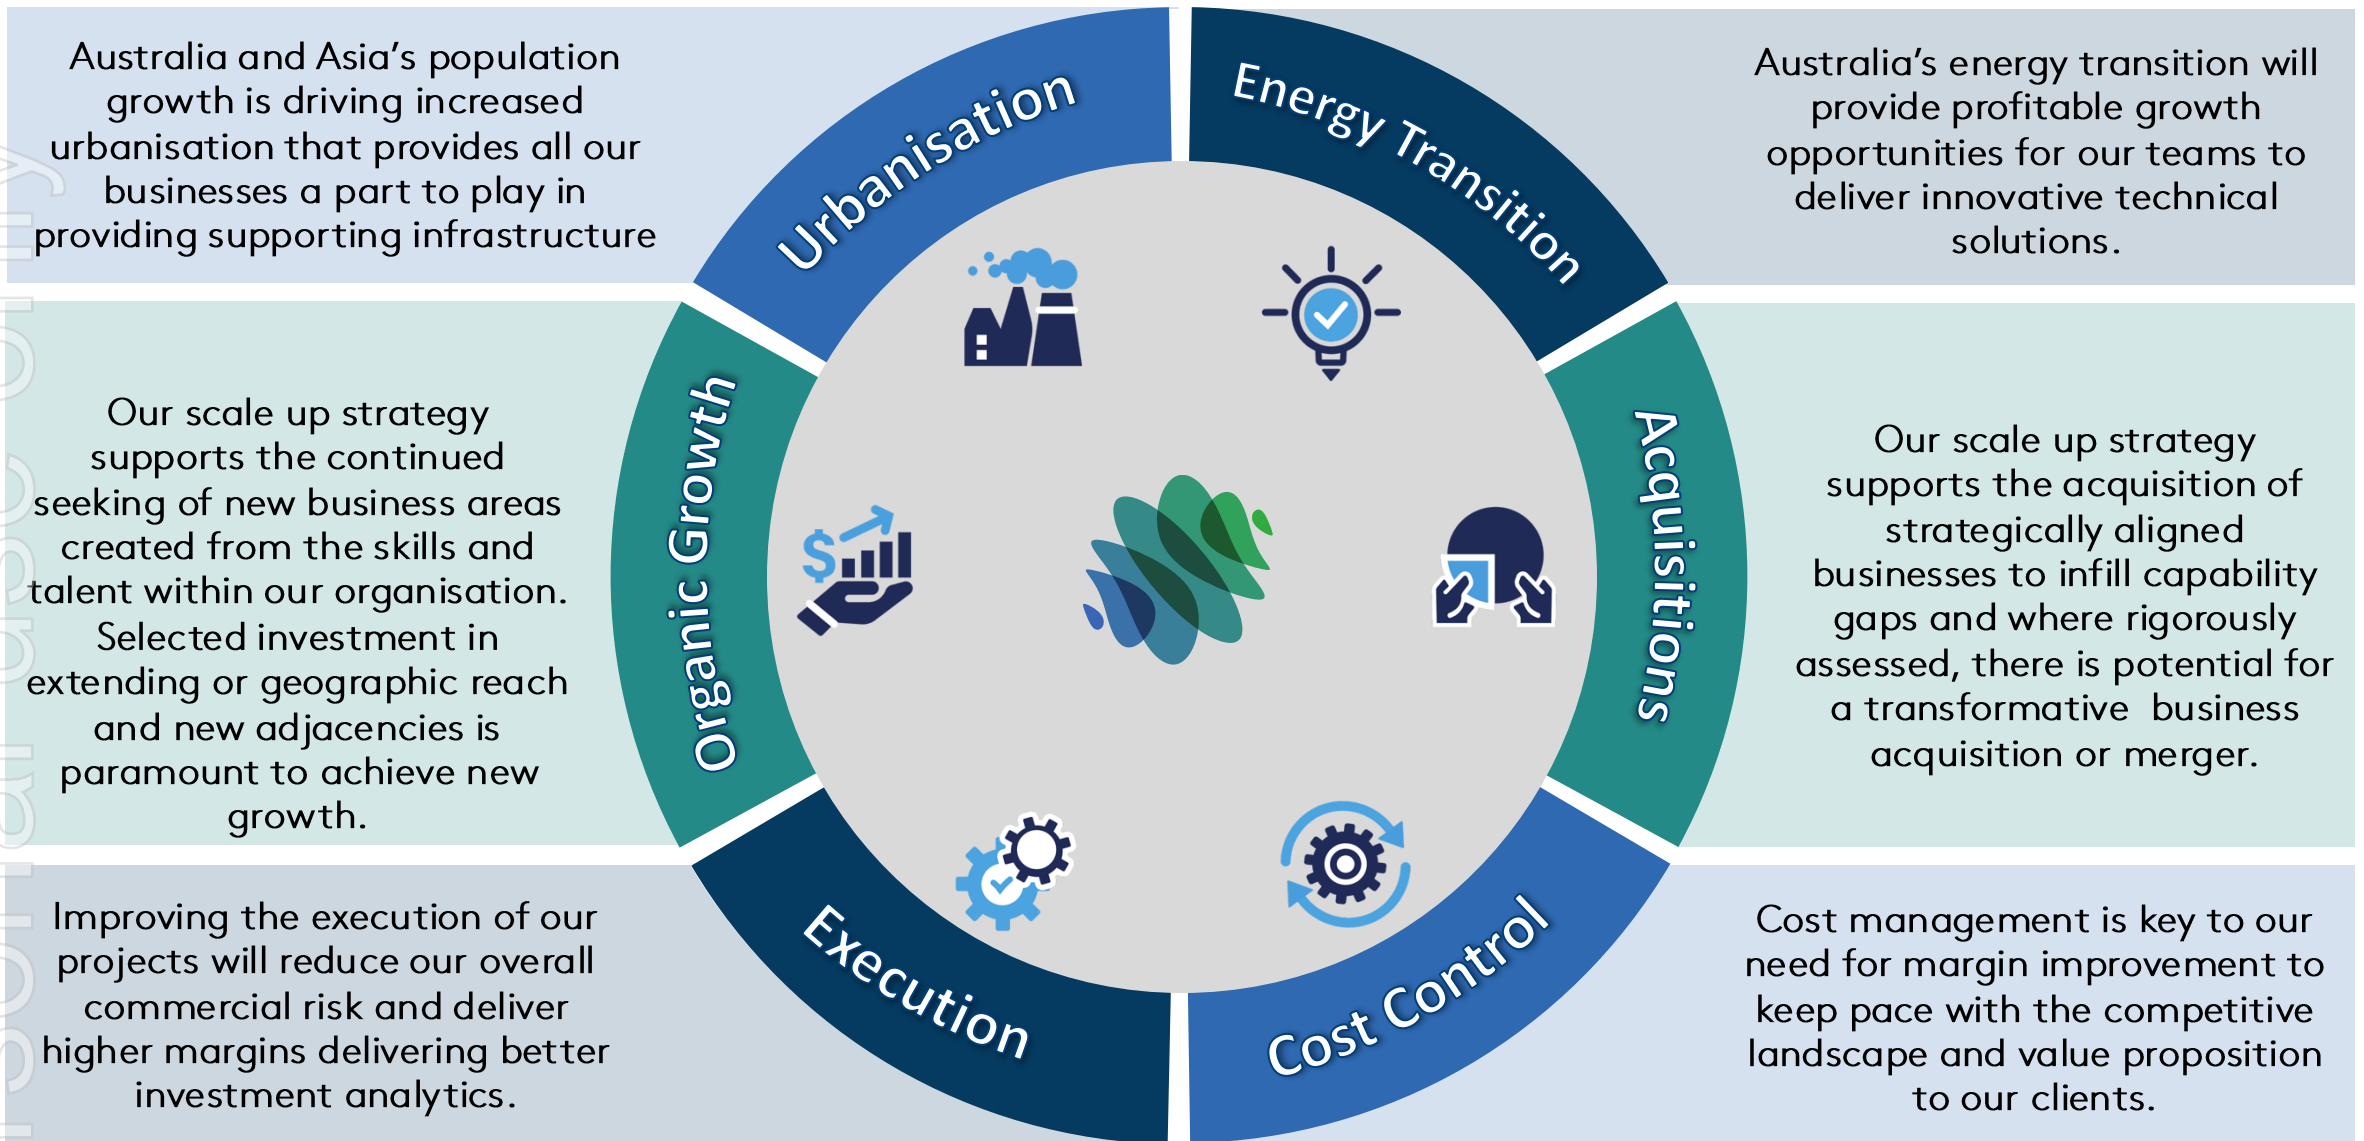 Australia and Asia's population
growth is driving increased
urbanisation that provides all our
businesses a part to play in
providing supporting infrastructure
Urbanisation
Energy Transition
Australia's energy transition will
provide profitable growth
opportunities for our teams to
deliver innovative technical
solutions.
Our scale up strategy
supports the continued
seeking of new business areas
created from the skills and
talent within our organisation.
Selected investment in
extending or geographic reach
and new adjacencies is
paramount to achieve new
growth.
Organic Growth
$
Acquisitions
Our scale up strategy
supports the acquisition of
strategically aligned
businesses to infill capability
gaps and where rigorously
assessed, there is potential for
a transformative  business
acquisition or merger.
Improving the execution of our
projects will reduce our overall
commercial risk and deliver
higher margins delivering better
investment analytics.
Execution
Cost Control
Cost management is key to our
need for margin improvement to
keep pace with the competitive
landscape and value proposition
to our clients.